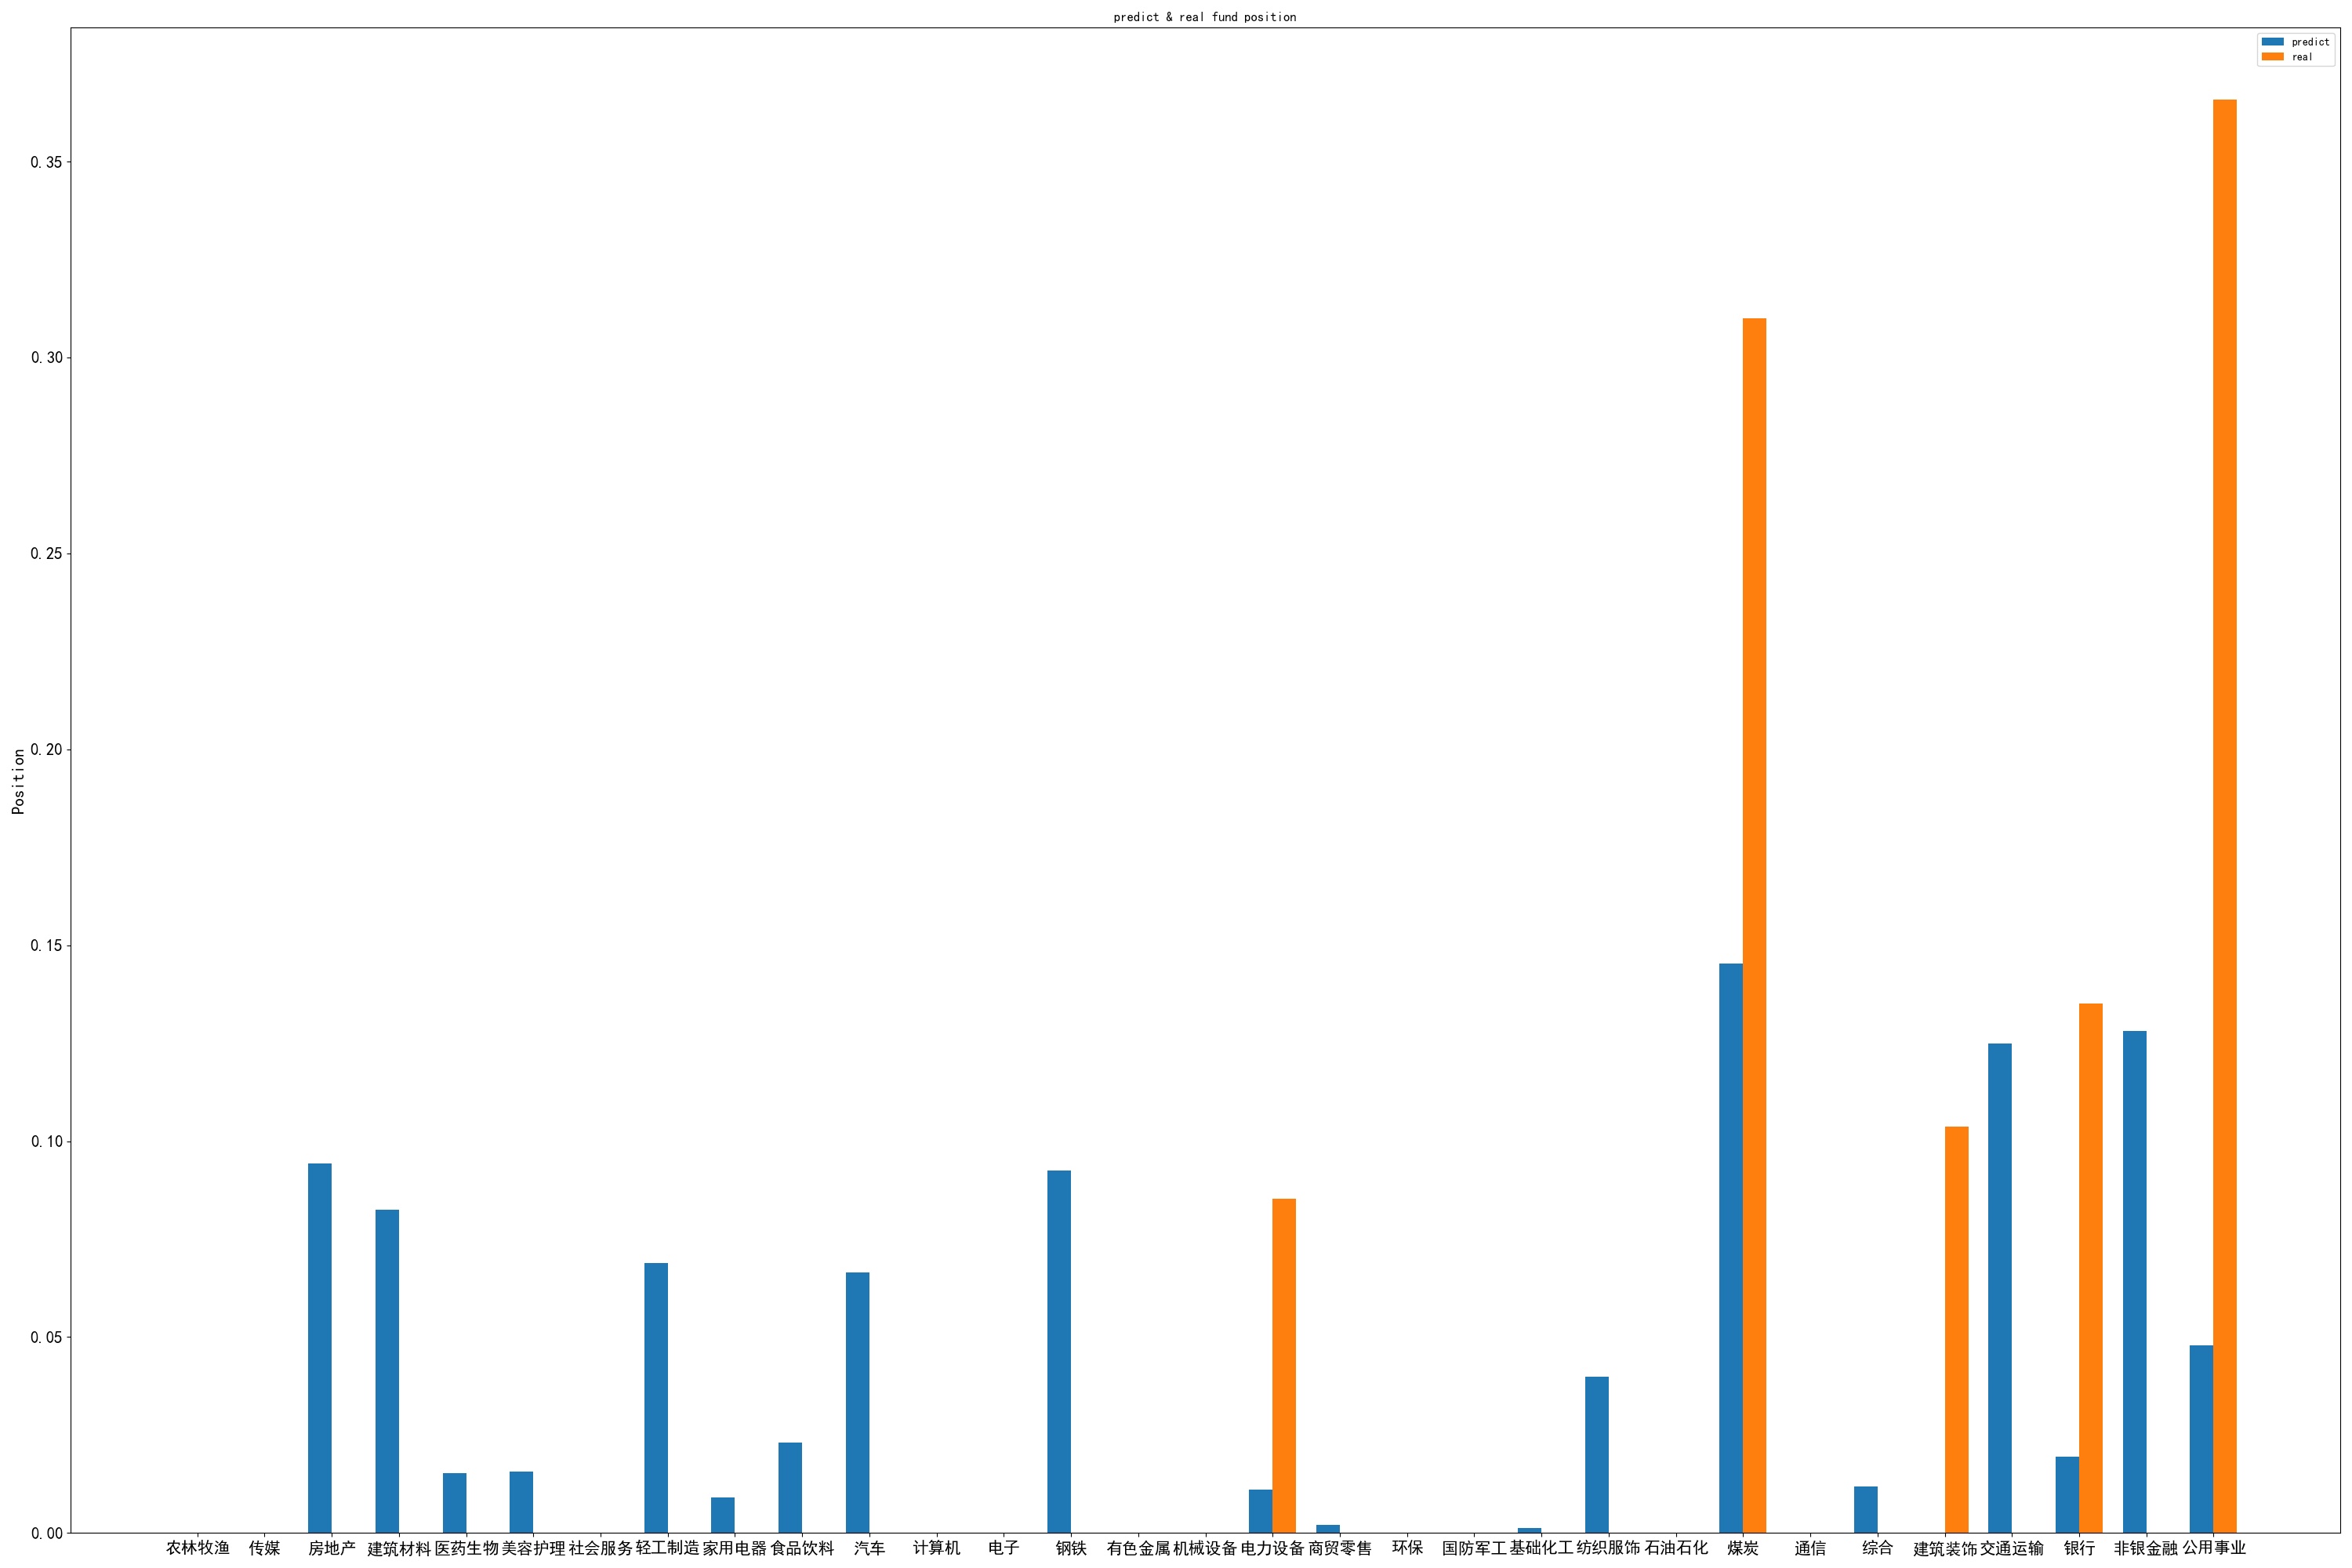 predict & real fund position
predict
real
Position
0.35
0.30
0.25
0.20
0.15
0.10
0.05
0.00
农林牧渔 传媒 房地产 建筑材料 医药生物 美容护理 社会服务 轻工制造 家用电器 食品饮料 汽车 计算机 电子 钢铁 有色金属 机械设备 电力设备 商贸零售 环保 国防军工 基础化工 纺织服饰 石油石化 煤炭 通信 综合 建筑装饰 交通运输 银行 非银金融 公用事业